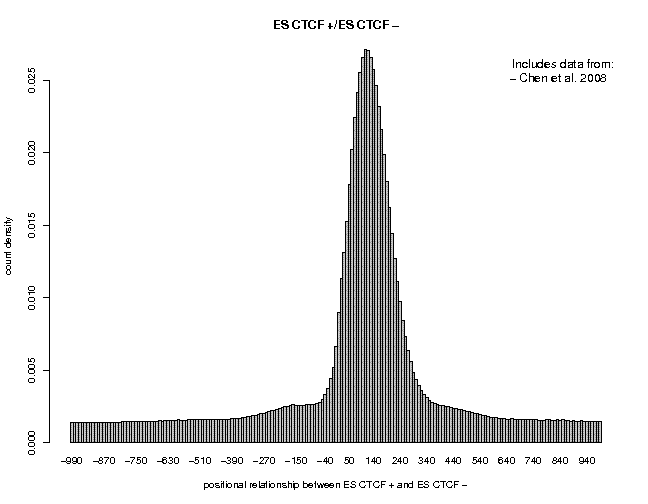 ES CTCF +/ES CTCF –
Includes data from:
– Chen et al. 2008
count density
0.000 0.005 0.010 0.015 0.020 0.025
−990 −870 −750 −630 −510 −390 −270 −150 −40 50 140 240 340 440 540 640 740 840 940
positional relationship between ES CTCF + and ES CTCF –